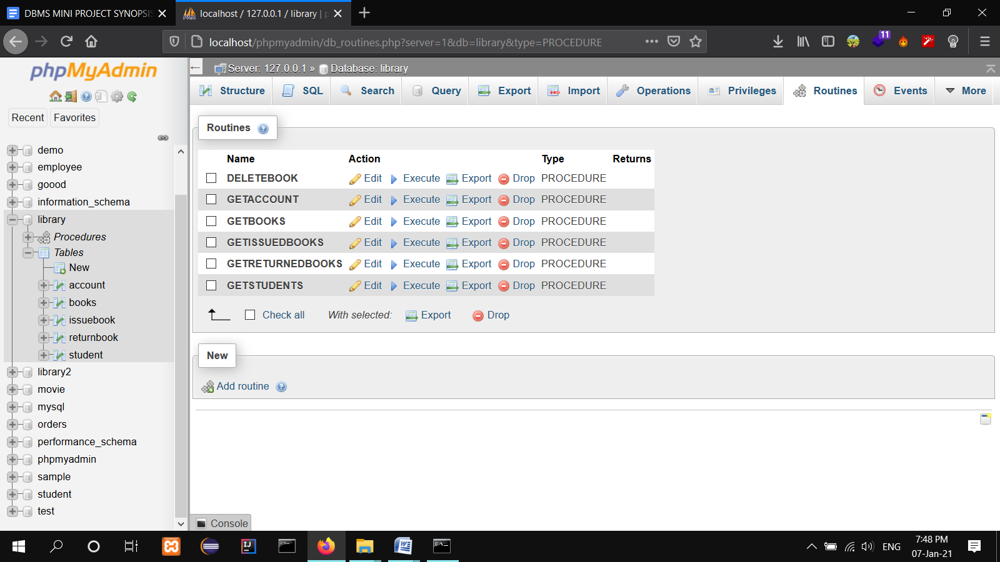 DBMS MINI PROJECT SYNOPSIS
localhost / 127.0.0.1 / library | p
localhost/phpmyadmin/db_routines.php?server=1&db=library&type=PROCEDURE
11
phpMyAdmin
Recent
Favorites
demo
employee
goood
information_schema
library
Procedures
Tables
New
account
books
issuebook
returnbook
student
library2
movie
mysql
orders
performance_schema
phpmyadmin
sample
student
test
Server: 127.0.0.1 » Database: library
Structure SQL Search Query Export Import Operations Privileges Routines Events More
Routines
Name Action Type Returns
DELETEBOOK Edit Execute Export Drop PROCEDURE
GETACCOUNT Edit Execute Export Drop PROCEDURE
GETBOOKS Edit Execute Export Drop PROCEDURE
GETISSUEDBOOKS Edit Execute Export Drop PROCEDURE
GETRETURNEDBOOKS Edit Execute Export Drop PROCEDURE
GETSTUDENTS Edit Execute Export Drop PROCEDURE
Check all With selected: Export Drop
New
Add routine
Console
ENG
7:48 PM
07-Jan-21